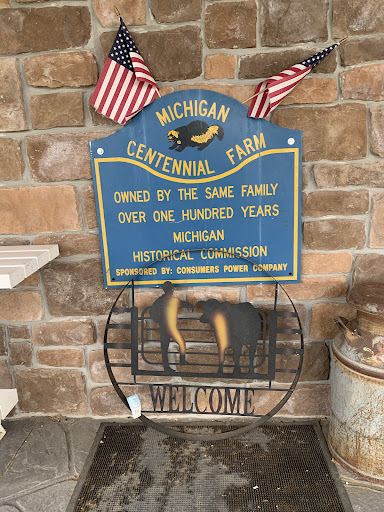 MICHIGAN
CENTENNIAL FARM
OWNED BY THE SAME FAMILY
OVER ONE HUNDRED YEARS
MICHIGAN
HISTORICAL COMMISSION
SPONSORED BY: CONSUMERS POWER COMPANY
WELCOME